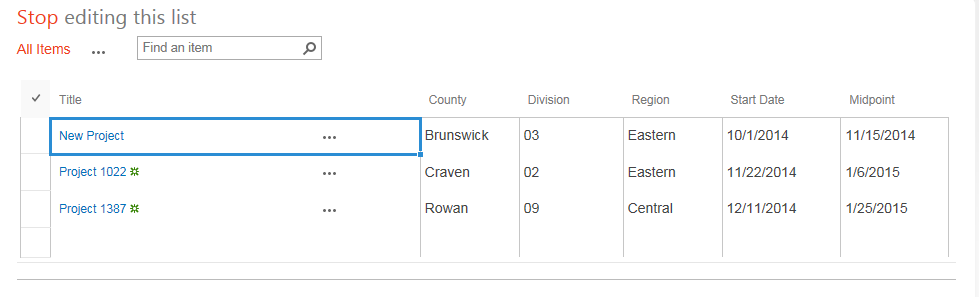 Stop editing this list
All Items ... Find an item
Title County Division Region Start Date Midpoint
New Project ... Brunswick 03 Eastern 10/1/2014 11/15/2014
Project 1022 ... Craven 02 Eastern 11/22/2014 1/6/2015
Project 1387 ... Rowan 09 Central 12/11/2014 1/25/2015